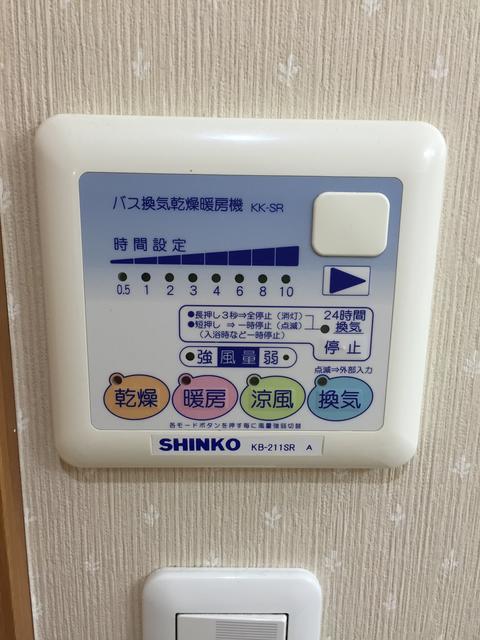 バス換気乾燥暖房機 KK-SR
時間設定
0.5 1 2 3 4 6 8 10
●長押し3秒⇒全停止（消灯）
●短押し ⇒一時停止（点滅）
（入浴時など一時停止）
24時間
換気
停止
強 風量 弱
点滅⇒外部入力
乾燥 暖房 涼風 換気
各モードボタンを押す毎に風量強弱切替
SHINKO KB-211SR A